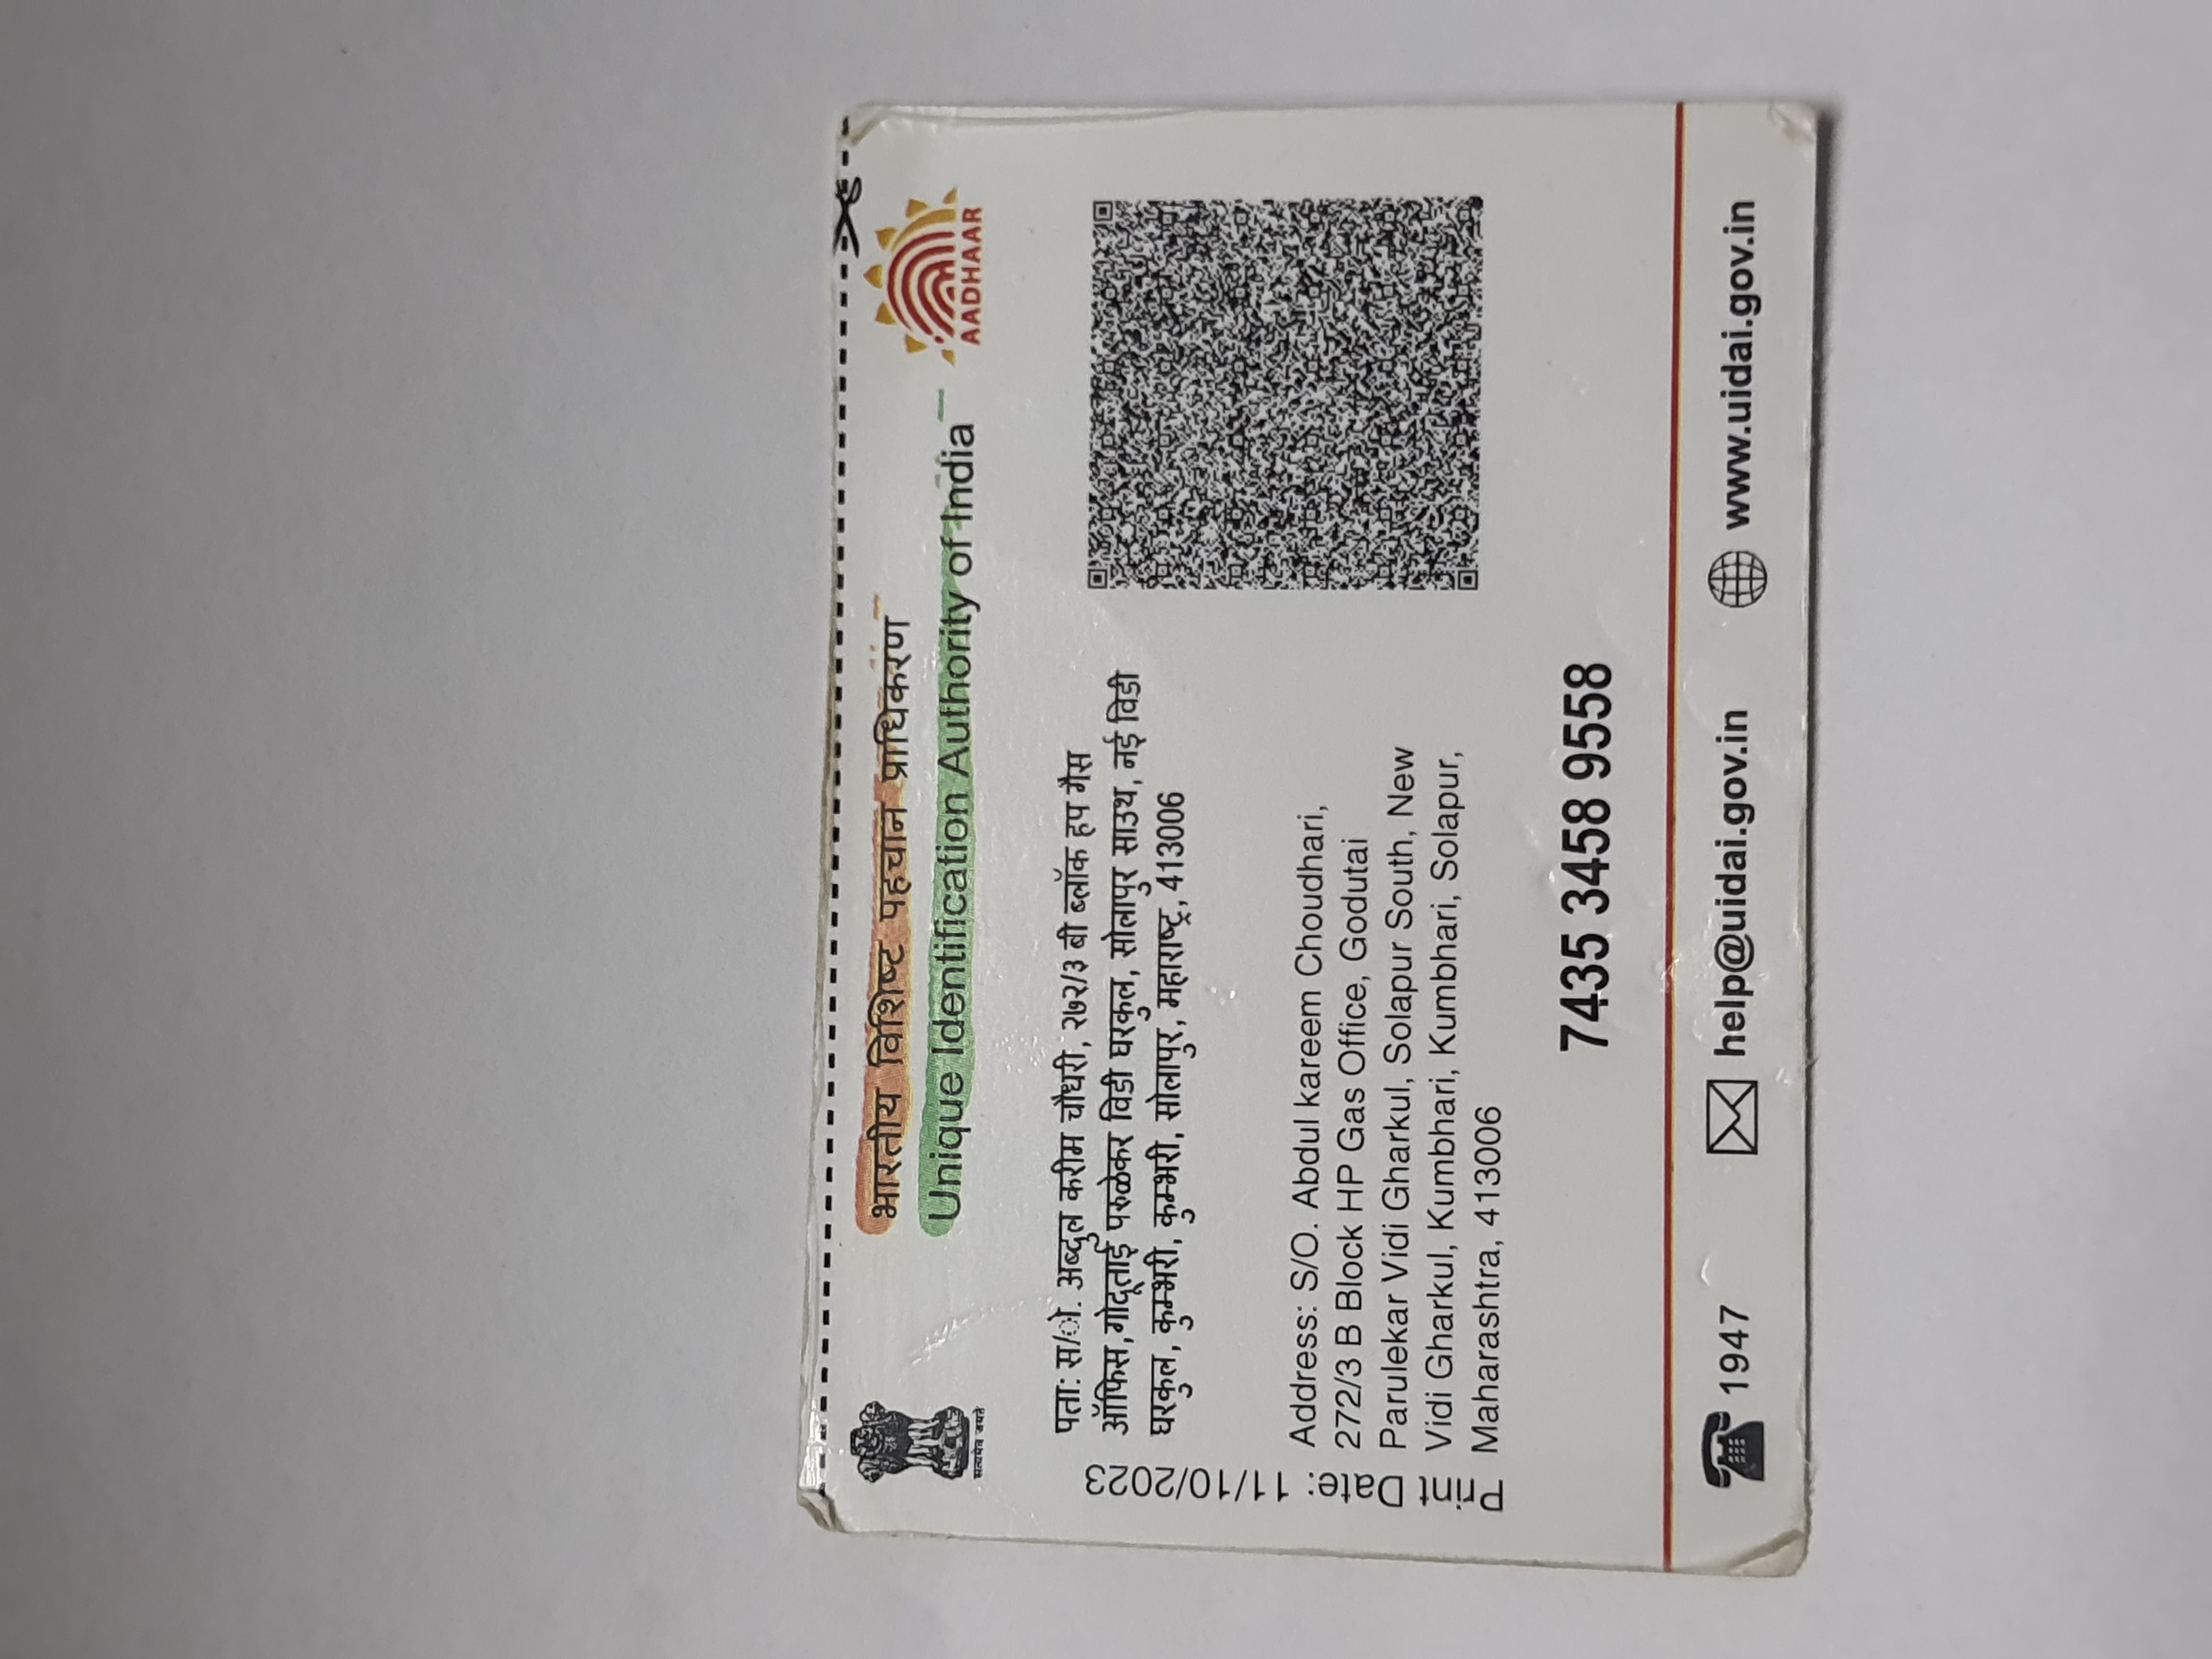 भारतीय विशिष्ट पहचान प्राधिकरण
Unique Identification Authority of India
AADHAAR
सत्यमेव जयते
पता: स/ो. अब्दुल करीम चौधरी, २७२/३ बी ब्लॉक हप गैस
ऑफिस,गोदूताई परुळेकर विडी घरकुल, सोलापुर साउथ, नई विडी
घरकुल, कुम्भरी, कुम्भरी, सोलापुर, महाराष्ट्र, 413006
Address: S/O. Abdul kareem Choudhari,
272/3 B Block HP Gas Office, Godutai
Parulekar Vidi Gharkul, Solapur South, New
Vidi Gharkul, Kumbhari, Kumbhari, Solapur,
Maharashtra, 413006
Print Date: 11/10/2023
7435 3458 9558
1947
help@uidai.gov.in
www.uidai.gov.in